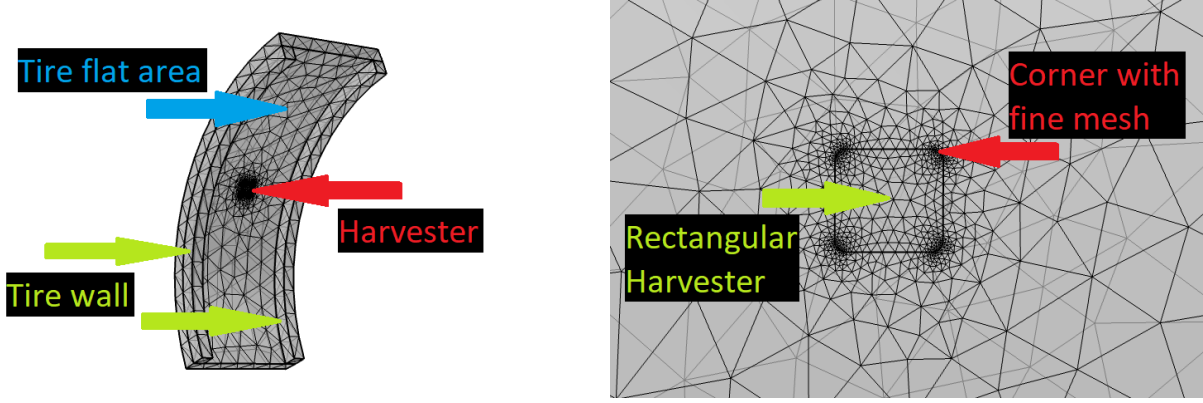 Tire flat area
Harvester
Tire wall
Corner with
fine mesh
Rectangular
Harvester